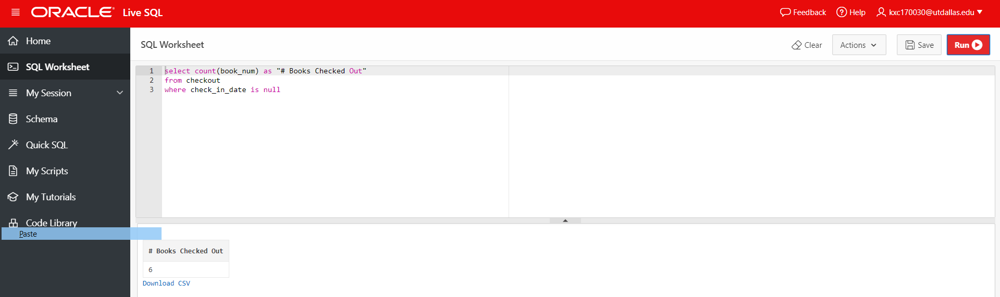 ORACLE® Live SQL
Feedback
Help
kxc170030@utdallas.edu
Home
SQL Worksheet
My Session
Schema
Quick SQL
My Scripts
My Tutorials
Code Library
Paste
SQL Worksheet
Clear
Actions
Save
Run
1 select count(book_num) as "# Books Checked Out"
2 from checkout
3 where check_in_date is null
# Books Checked Out
6
Download CSV